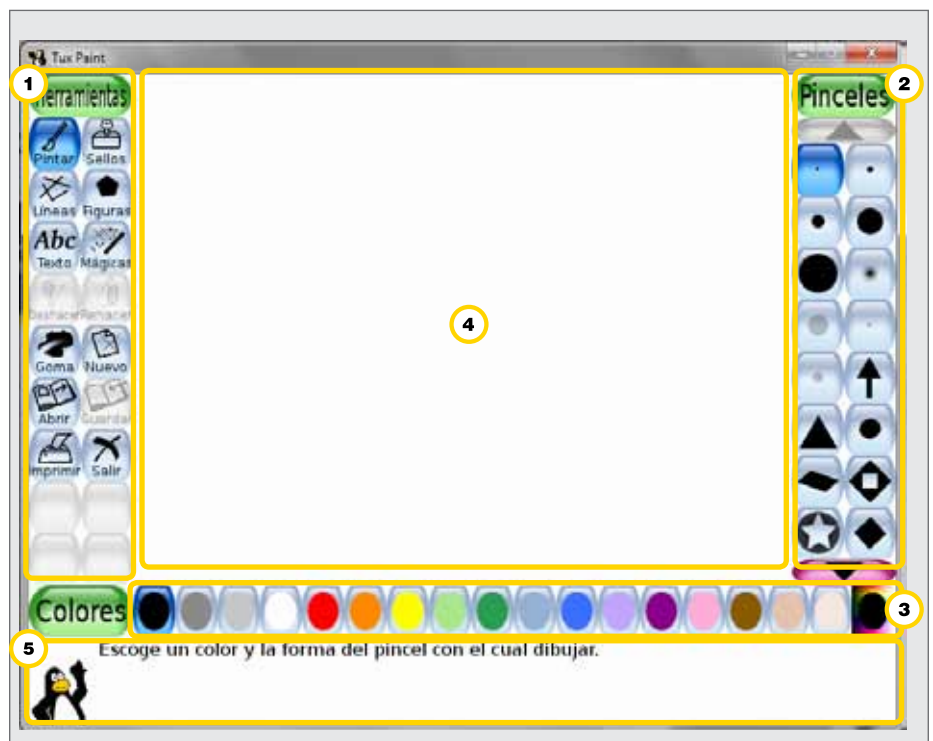 Tux Paint
1
Herramientas
2
Pinceles
Pintar Sellos
Líneas Figuras
Abc
Texto Mágicas
Deshacer Rehacer
4
Goma Nuevo
Abrir Guardar
Imprimir Salir
Colores
3
5
Escoge un color y la forma del pincel con el cual dibujar.